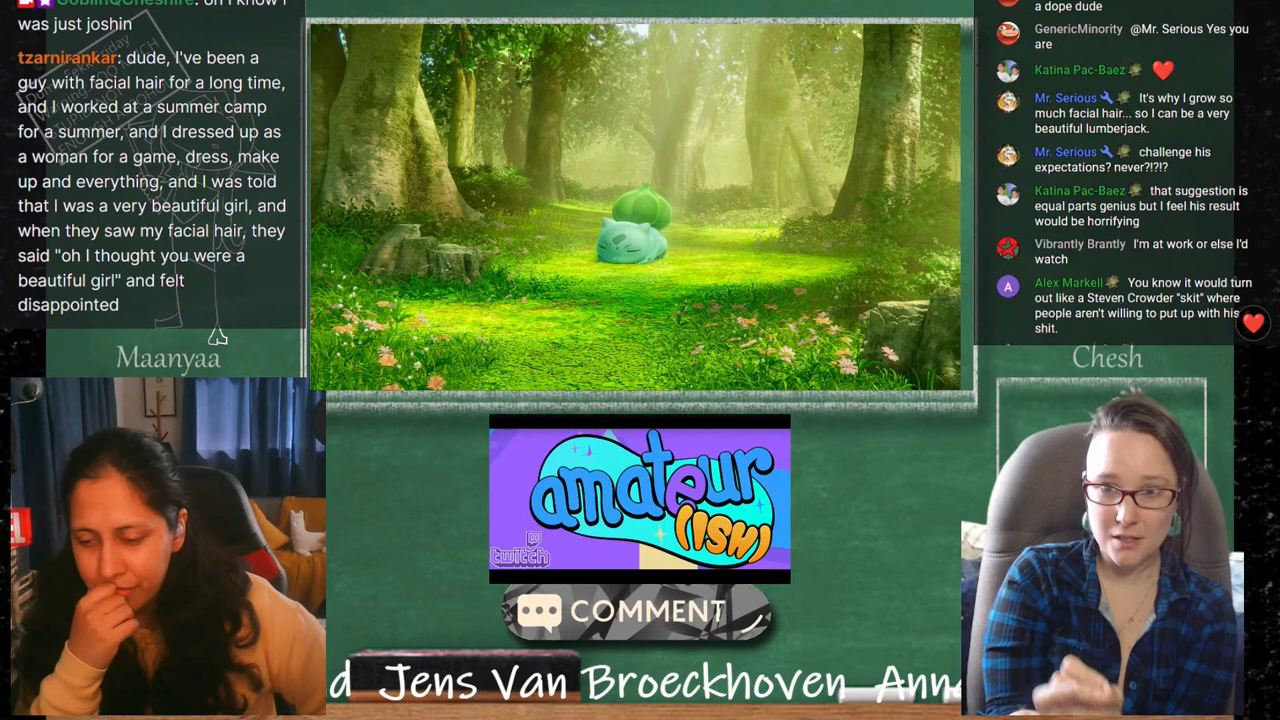 GoblinQCheshire: oh I know I
was just joshin
tzarnirankar: dude, I've been a
guy with facial hair for a long time,
and I worked at a summer camp
for a summer, and I dressed up as
a woman for a game, dress, make
up and everything, and I was told
that I was a very beautiful girl, and
when they saw my facial hair, they
said "oh I thought you were a
beautiful girl" and felt
disappointed
Maanyaa
a dope dude
GenericMinority @Mr. Serious Yes you
are
Katina Pac-Baez
Mr. Serious It's why I grow so
much facial hair... so I can be a very
beautiful lumberjack.
Mr. Serious challenge his
expectations? never?!?!?
Katina Pac-Baez that suggestion is
equal parts genius but I feel his result
would be horrifying
Vibrantly Brantly I'm at work or else I'd
watch
A
Alex Markell You know it would turn
out like a Steven Crowder "skit" where
people aren't willing to put up with his
shit.
Chesh
amateur
(ISH)
twitch
COMMENT
d Jens Van Broeckhoven Anna